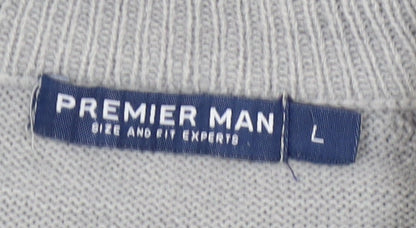 PREMIER MAN
SIZE AND FIT EXPERTS
L